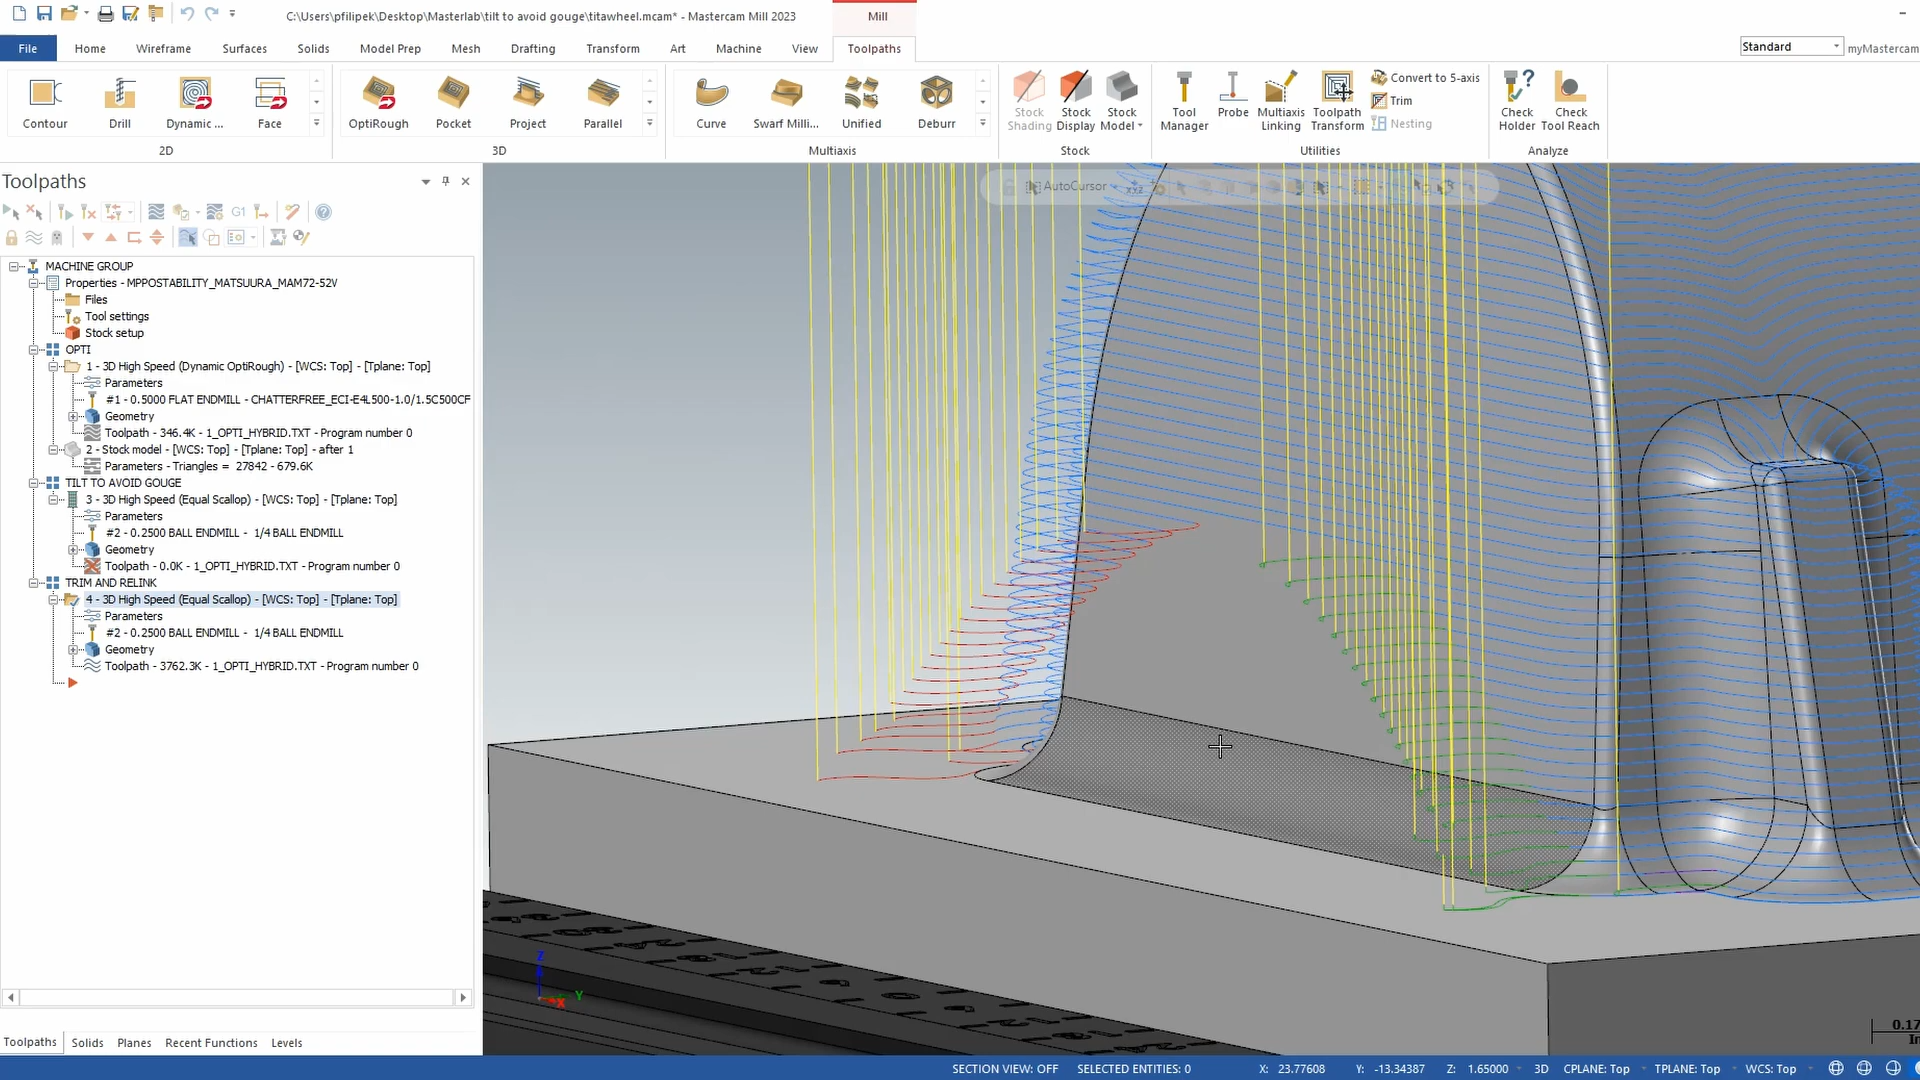 C:\Users\pfilipek\Desktop\Masterlab\tilt to avoid gouge\titawheel.mcam* - Mastercam Mill 2023
Mill
File Home Wireframe Surfaces Solids Model Prep Mesh Drafting Transform Art Machine View Toolpaths
Standard
myMastercam
Contour Drill Dynamic ... Face
2D
OptiRough Pocket Project Parallel
3D
Curve Swarf Milli... Unified Deburr
Multiaxis
Stock Shading Stock Display Stock Model
Stock
Tool Manager Probe Multiaxis Linking Toolpath Transform
Convert to 5-axis
Trim
Nesting
Utilities
Check Holder Check Tool Reach
Analyze
Toolpaths
AutoCursor
G1
MACHINE GROUP
Properties - MPPOSTABILITY_MATSUURA_MAM72-52V
Files
Tool settings
Stock setup
OPTI
1 - 3D High Speed (Dynamic OptiRough) - [WCS: Top] - [Tplane: Top]
Parameters
#1 - 0.5000 FLAT ENDMILL - CHATTERFREE_ECI-E4L500-1.0/1.5C500CF
Geometry
Toolpath - 346.4K - 1_OPTI_HYBRID.TXT - Program number 0
2 - Stock model - [WCS: Top] - [Tplane: Top] - after 1
Parameters - Triangles = 27842 - 679.6K
TILT TO AVOID GOUGE
3 - 3D High Speed (Equal Scallop) - [WCS: Top] - [Tplane: Top]
Parameters
#2 - 0.2500 BALL ENDMILL - 1/4 BALL ENDMILL
Geometry
Toolpath - 0.0K - 1_OPTI_HYBRID.TXT - Program number 0
TRIM AND RELINK
4 - 3D High Speed (Equal Scallop) - [WCS: Top] - [Tplane: Top]
Parameters
#2 - 0.2500 BALL ENDMILL - 1/4 BALL ENDMILL
Geometry
Toolpath - 3762.3K - 1_OPTI_HYBRID.TXT - Program number 0
Z
Y
X
0.17
Toolpaths Solids Planes Recent Functions Levels
SECTION VIEW: OFF SELECTED ENTITIES: 0 X: 23.77608 Y: -13.34387 Z: 1.65000 3D CPLANE: Top TPLANE: Top WCS: Top